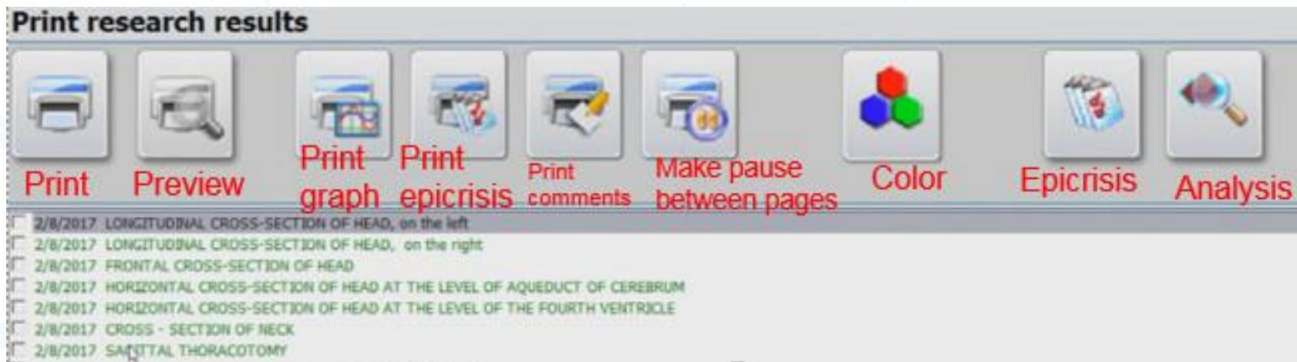 Print research results
Print
Preview
Print graph
Print epicrisis
Print comments
Make pause between pages
Color
Epicrisis
Analysis
2/8/2017 LONGITUDINAL CROSS-SECTION OF HEAD, on the left
2/8/2017 LONGITUDINAL CROSS-SECTION OF HEAD, on the right
2/8/2017 FRONTAL CROSS-SECTION OF HEAD
2/8/2017 HORIZONTAL CROSS-SECTION OF HEAD AT THE LEVEL OF AQUEDUCT OF CEREBRUM
2/8/2017 HORIZONTAL CROSS-SECTION OF HEAD AT THE LEVEL OF THE FOURTH VENTRICLE
2/8/2017 CROSS - SECTION OF NECK
2/8/2017 SAGITTAL THORACOTOMY